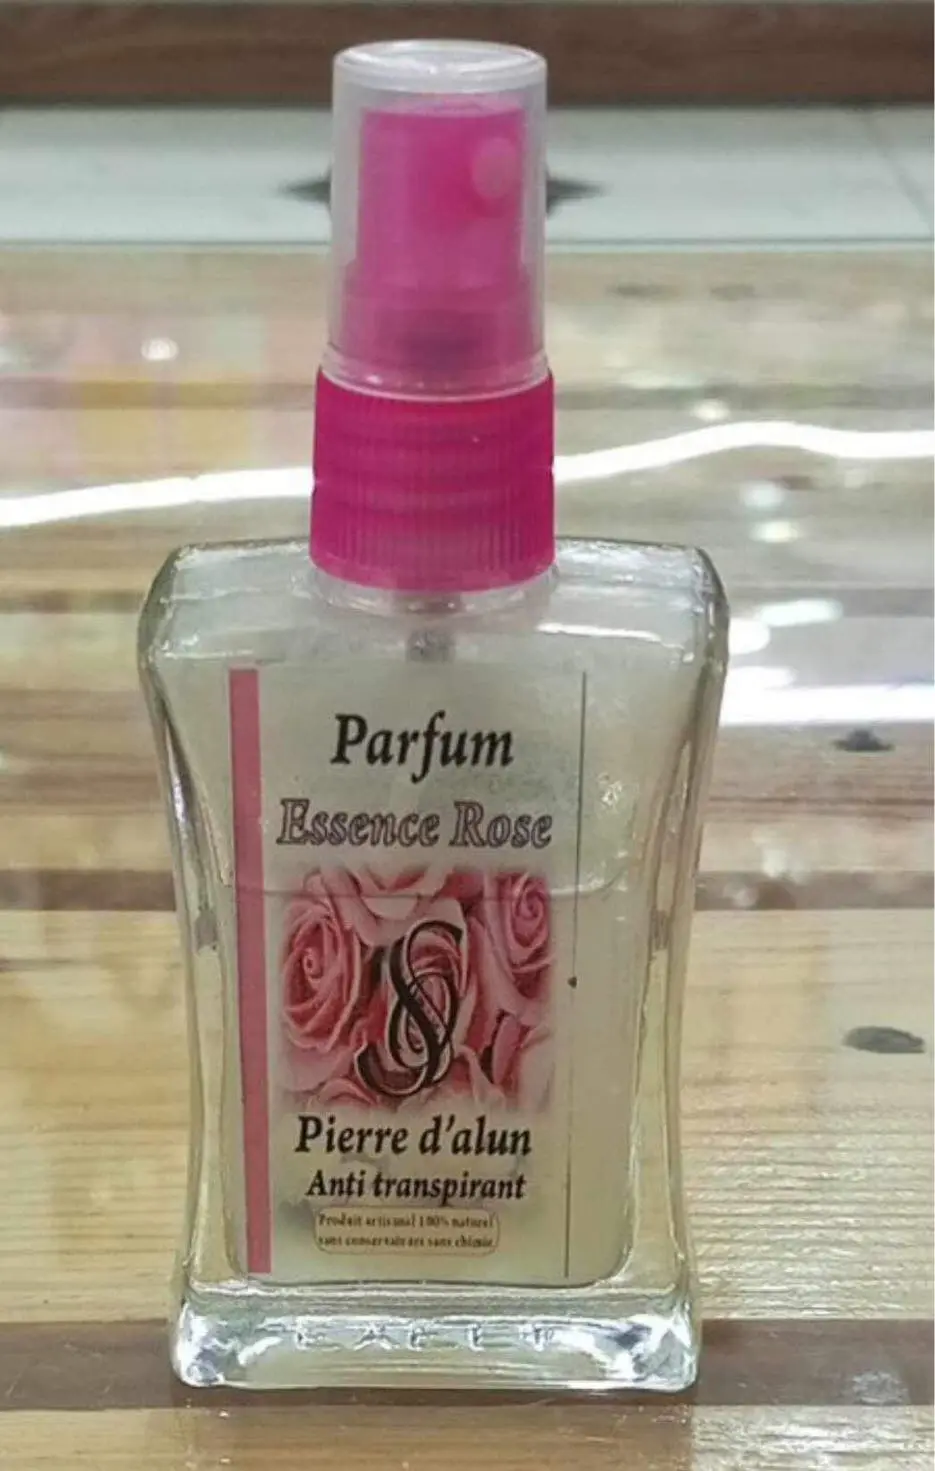 Parfum
Essence Rose
Pierre d'alun
Anti transpirant
Produit artisanal 100% naturel
sans conservateurs sans chimie